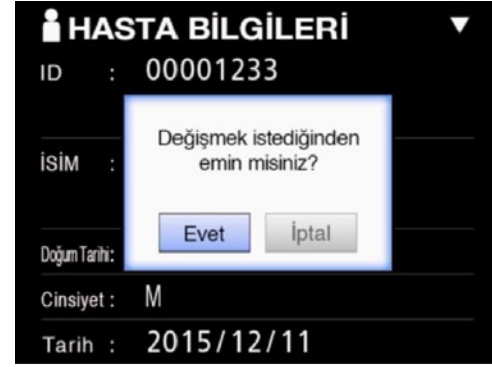 HASTA BİLGİLERİ
ID : 00001233
Değişmek istediğinden
emin misiniz?
İSİM :
Evet İptal
Doğum Tarihi:
Cinsiyet : M
Tarih : 2015/12/11